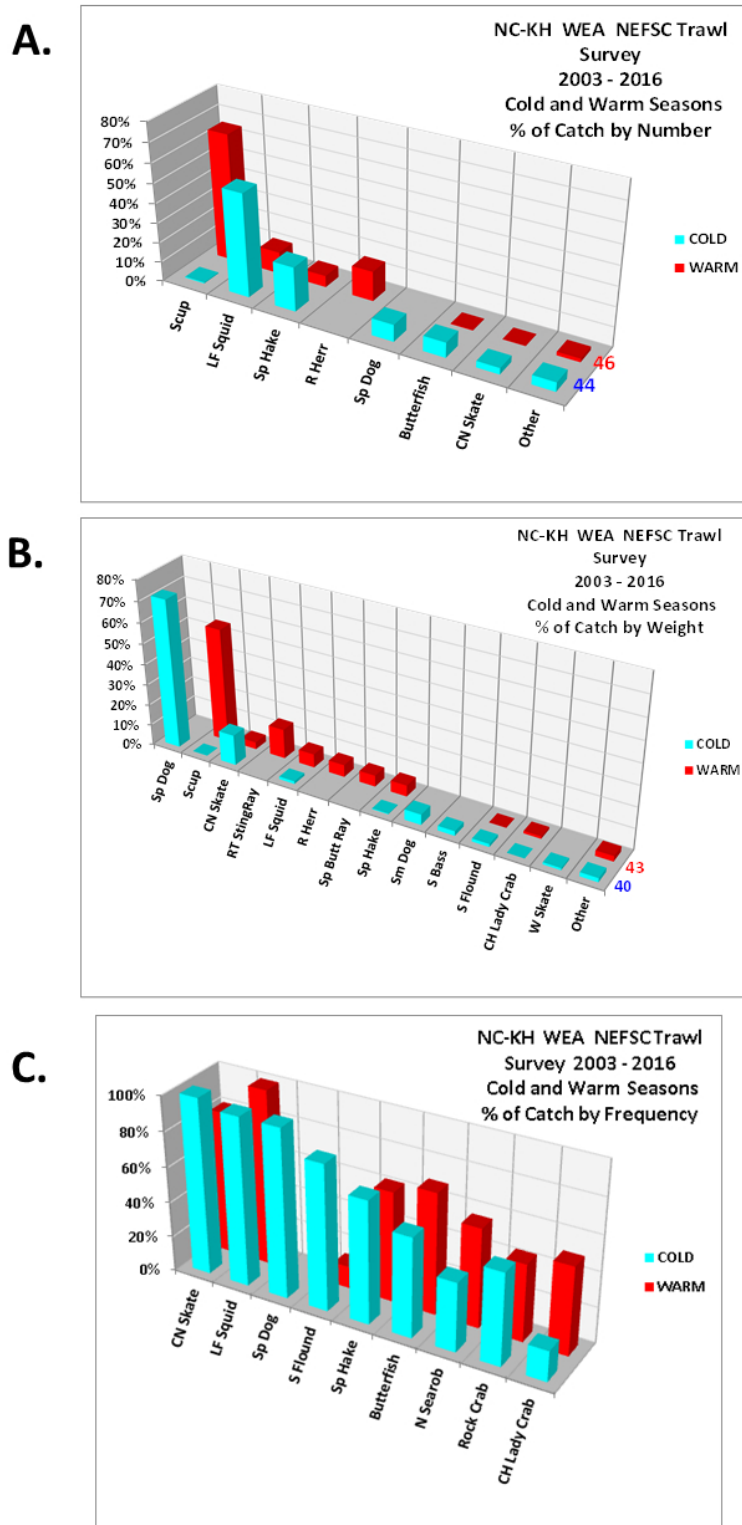 A.
NC-KH WEA NEFSC Trawl
Survey
2003 - 2016
Cold and Warm Seasons
% of Catch by Number
80%
70%
60%
50%
40%
30%
20%
10%
0%
COLD
WARM
Scup
LF Squid
Sp Hake
R Herr
Sp Dog
Butterfish
CN Skate
Other
46
44
B.
NC-KH WEA NEFSC Trawl
Survey
2003 - 2016
Cold and Warm Seasons
% of Catch by Weight
80%
70%
60%
50%
40%
30%
20%
10%
0%
COLD
WARM
Sp Dog
Scup
CN Skate
RT StingRay
LF Squid
R Herr
Sp Butt Ray
Sp Hake
Sm Dog
S Bass
S Flound
CH Lady Crab
W Skate
Other
43
40
C.
NC-KH WEA NEFSC Trawl
Survey 2003 - 2016
Cold and Warm Seasons
% of Catch by Frequency
100%
80%
60%
40%
20%
0%
COLD
WARM
CN Skate
LF Squid
Sp Dog
S Flound
Sp Hake
Butterfish
N Searob
Rock Crab
CH Lady Crab